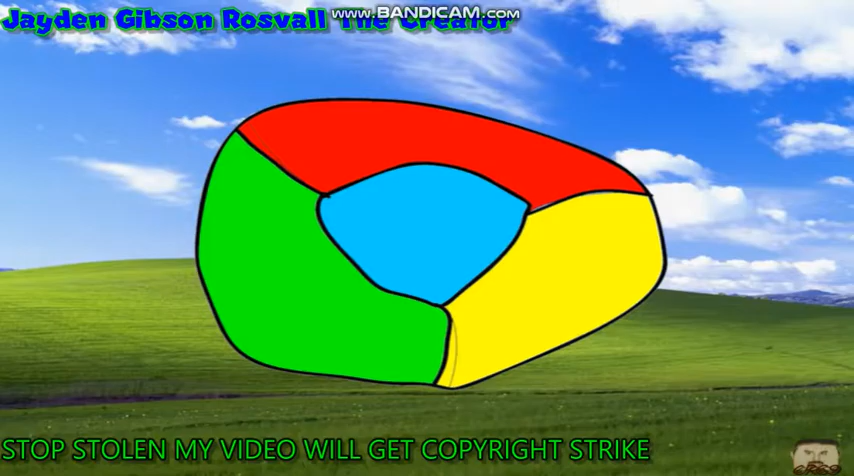 Jayden Gibson Rosvall The Creator
www.BANDICAM.com
STOP STOLEN MY VIDEO WILL GET COPYRIGHT STRIKE